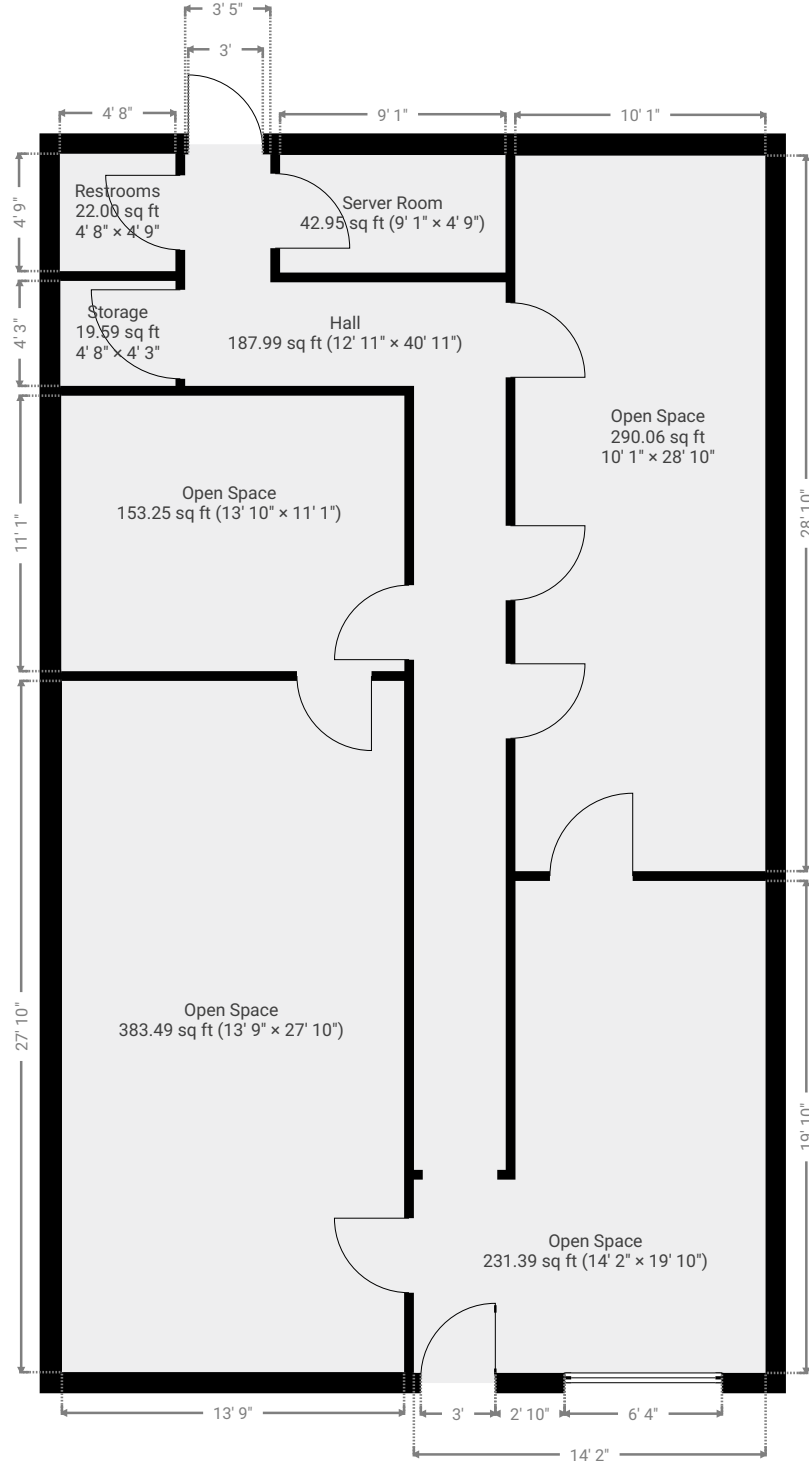 3' 5"
3'
4' 8"
9' 1"
10' 1"
4' 9"
Restrooms
22.00 sq ft
4' 8" × 4' 9"
Server Room
42.95 sq ft (9' 1" × 4' 9")
4' 3"
Storage
19.59 sq ft
4' 8" × 4' 3"
Hall
187.99 sq ft (12' 11" × 40' 11")
Open Space
290.06 sq ft
10' 1" × 28' 10"
28' 10"
11' 1"
Open Space
153.25 sq ft (13' 10" × 11' 1")
27' 10"
Open Space
383.49 sq ft (13' 9" × 27' 10")
19' 10"
Open Space
231.39 sq ft (14' 2" × 19' 10")
13' 9"
3'
2' 10"
6' 4"
14' 2"